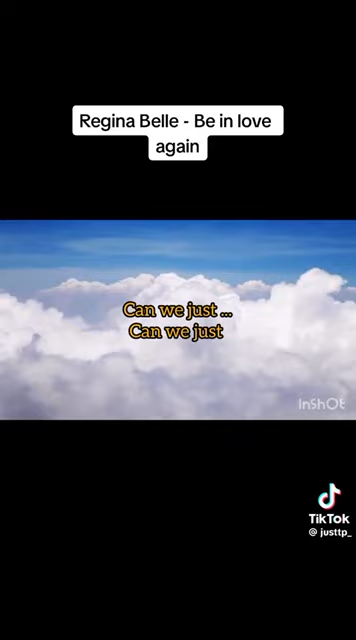 Regina Belle - Be in love
again
Can we just ...
Can we just
InShOt
TikTok
@ justtp_